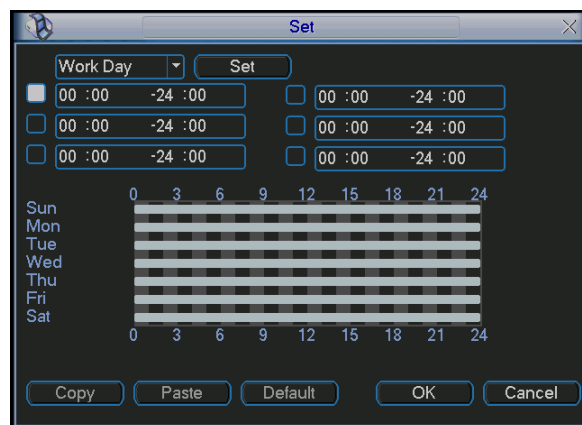 Set
Work Day Set
00 :00 -24 :00 00 :00 -24 :00
00 :00 -24 :00 00 :00 -24 :00
00 :00 -24 :00 00 :00 -24 :00
0 3 6 9 12 15 18 21 24
Sun
Mon
Tue
Wed
Thu
Fri
Sat
0 3 6 9 12 15 18 21 24
Copy Paste Default OK Cancel